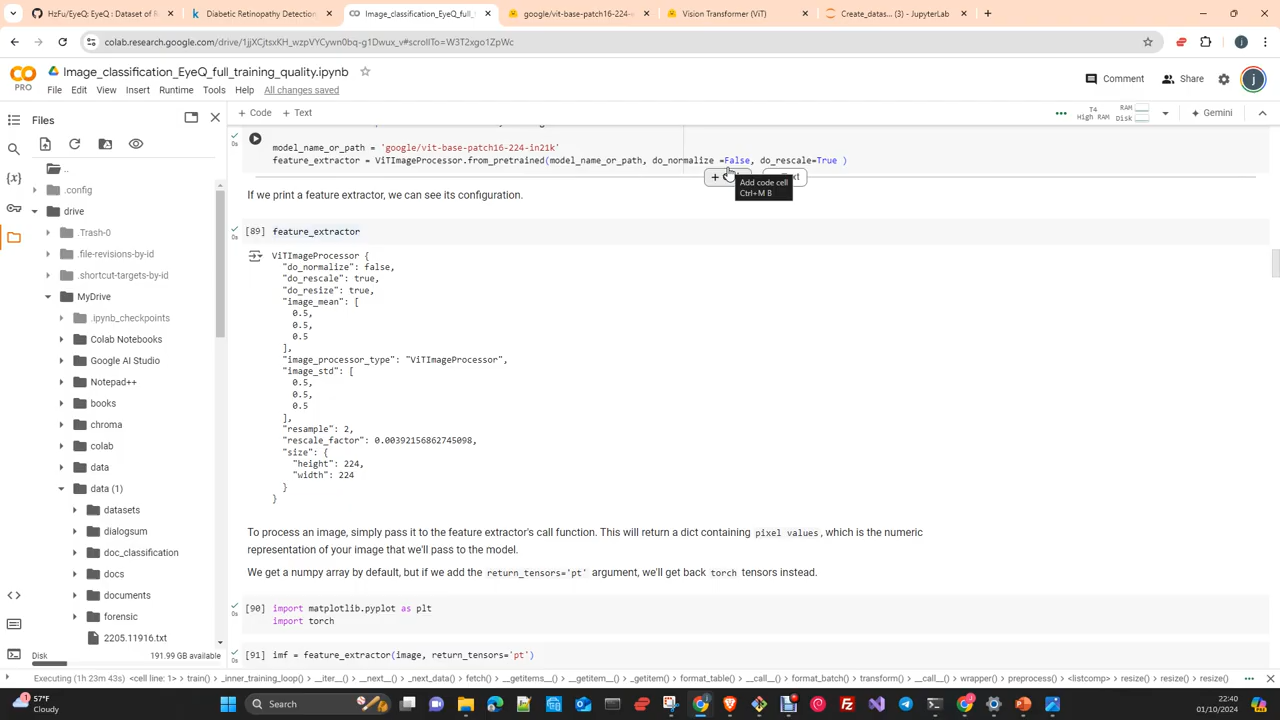 HzFu/EyeQ : Dataset of R
Diabetic Retinopathy Detection
Image_classification_EyeQ_full_
google/vit-base-patch16-224-
Vision Transformer (ViT)
Create_datas... (3) - JupyterLab
colab.research.google.com/drive/1jjXCjtsxKH_wzpVYCywn0bq-g1Dwux_v#scrollTo=W3T2xgo1ZpWc
Image_classification_EyeQ_full_training_quality.ipynb
PRO
File Edit View Insert Runtime Tools Help All changes saved
Comment Share j
+ Code + Text
T4 High RAM RAM Disk Gemini
Files
..
.config
drive
.Trash-0
.file-revisions-by-id
.shortcut-targets-by-id
MyDrive
.ipynb_checkpoints
Colab Notebooks
Google AI Studio
Notepad++
books
chroma
colab
data
data (1)
datasets
dialogsum
doc_classification
docs
documents
forensic
2205.11916.txt
Disk 191.99 GB available
0s
model_name_or_path = 'google/vit-base-patch16-224-in21k'
feature_extractor = ViTImageProcessor.from_pretrained(model_name_or_path, do_normalize =False, do_rescale=True )
Add code cell
Ctrl+M B
If we print a feature extractor, we can see its configuration.
0s
[89] feature_extractor
ViTImageProcessor {
"do_normalize": false,
"do_rescale": true,
"do_resize": true,
"image_mean": [
0.5,
0.5,
0.5
],
"image_processor_type": "ViTImageProcessor",
"image_std": [
0.5,
0.5,
0.5
],
"resample": 2,
"rescale_factor": 0.00392156862745098,
"size": {
"height": 224,
"width": 224
}
}
To process an image, simply pass it to the feature extractor's call function. This will return a dict containing pixel values, which is the numeric
representation of your image that we'll pass to the model.
We get a numpy array by default, but if we add the return_tensors='pt' argument, we'll get back torch tensors instead.
0s
[90] import matplotlib.pyplot as plt
import torch
0s
[91] imf = feature_extractor(image, return_tensors='pt')
Executing (1h 23m 43s) <cell line: 1> train() _inner_training_loop() __iter__() __next__() _next_data() fetch() __getitems__() __getitem__() _getitem() format_table() __call__() format_batch() transform() __call__() wrapper() preprocess() <listcomp> resize() resize() resize()
57°F
Cloudy
Search
22:40
01/10/2024